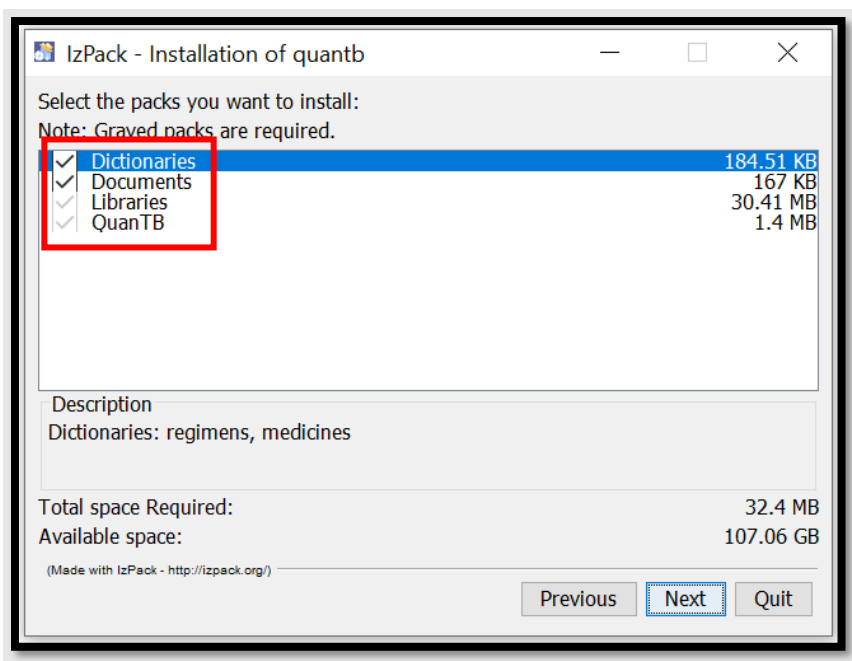 IzPack - Installation of quantb
Select the packs you want to install:
Note: Grayed packs are required.
Dictionaries 184.51 KB
Documents 167 KB
Libraries 30.41 MB
QuanTB 1.4 MB
Description
Dictionaries: regimens, medicines
Total space Required: 32.4 MB
Available space: 107.06 GB
(Made with IzPack - http://izpack.org/)
Previous Next Quit